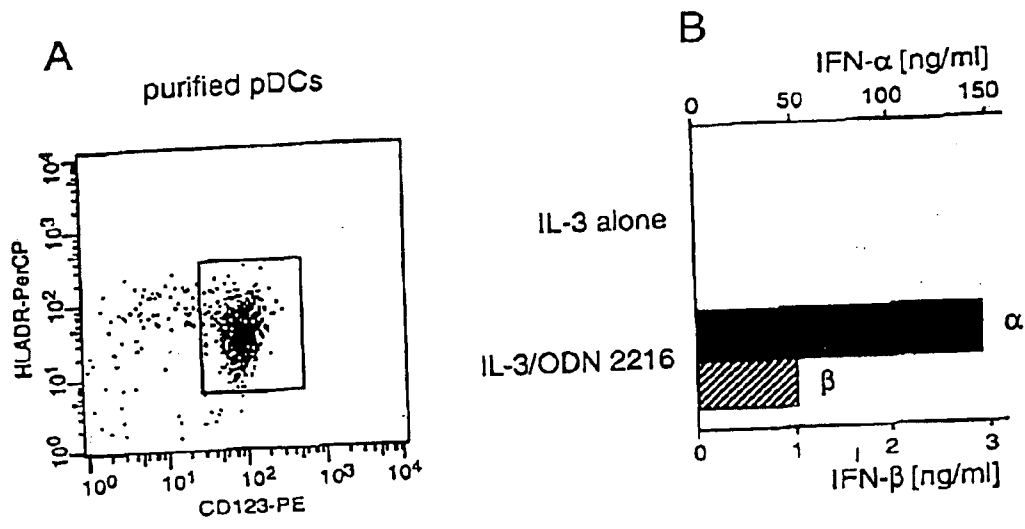 A
purified pDCs
10⁴
10³
10²
10¹
10⁰
HLADR-PerCP
10⁰ 10¹ 10² 10³ 10⁴
CD123-PE
B
IFN-α [ng/ml]
0 50 100 150
IL-3 alone
IL-3/ODN 2216
α
β
0 1 2 3
IFN-β [ng/ml]